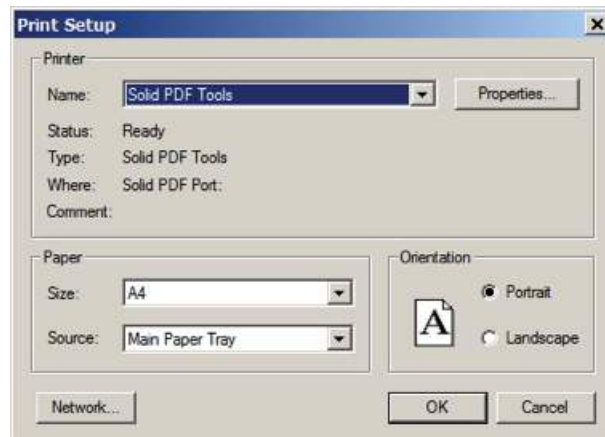 Print Setup
Printer
Name: Solid PDF Tools Properties...
Status: Ready
Type: Solid PDF Tools
Where: Solid PDF Port:
Comment:
Paper
Size: A4
Source: Main Paper Tray
Orientation
A
Portrait
Landscape
Network... OK Cancel